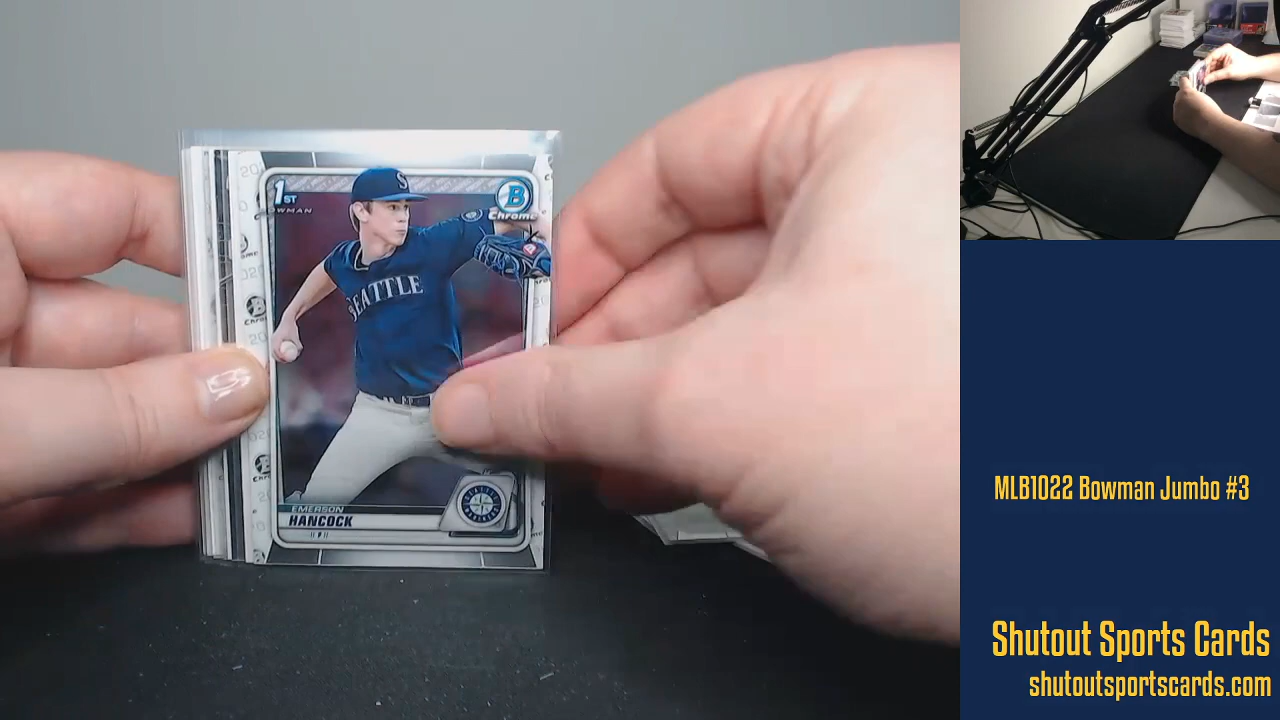 1ST
BOWMAN
B
Chrome
S
SEATTLE
EMERSON
HANCOCK
MLB1022 Bowman Jumbo #3
Shutout Sports Cards
shutoutsportscards.com